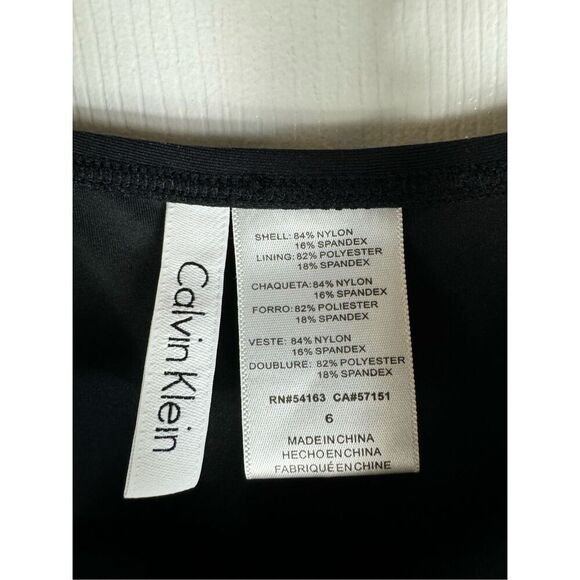 Calvin Klein
SHELL: 84% NYLON
16% SPANDEX
LINING: 82% POLYESTER
18% SPANDEX
CHAQUETA: 84% NYLON
16% SPANDEX
FORRO: 82% POLIESTER
18% SPANDEX
VESTE: 84% NYLON
16% SPANDEX
DOUBLURE: 82% POLYESTER
18% SPANDEX
RN#54163 CA#57151
6
MADE IN CHINA
HECHO EN CHINA
FABRIQUÉ EN CHINE